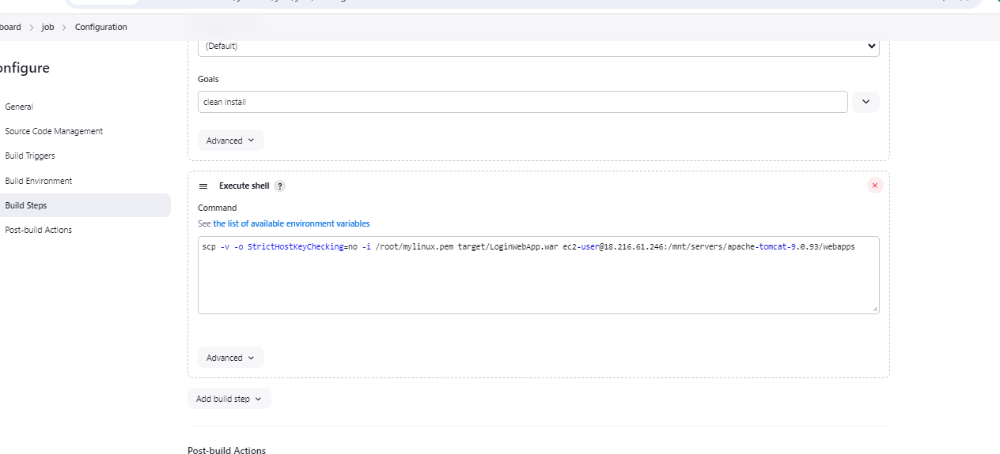 board > job > Configuration
onfigure
General
Source Code Management
Build Triggers
Build Environment
Build Steps
Post-build Actions
(Default)
Goals
clean install
Advanced
Execute shell ?
Command
See the list of available environment variables
scp -v -o StrictHostKeyChecking=no -i /root/mylinux.pem target/LoginWebApp.war ec2-user@18.216.61.246:/mnt/servers/apache-tomcat-9.0.93/webapps
Advanced
Add build step
Post-build Actions